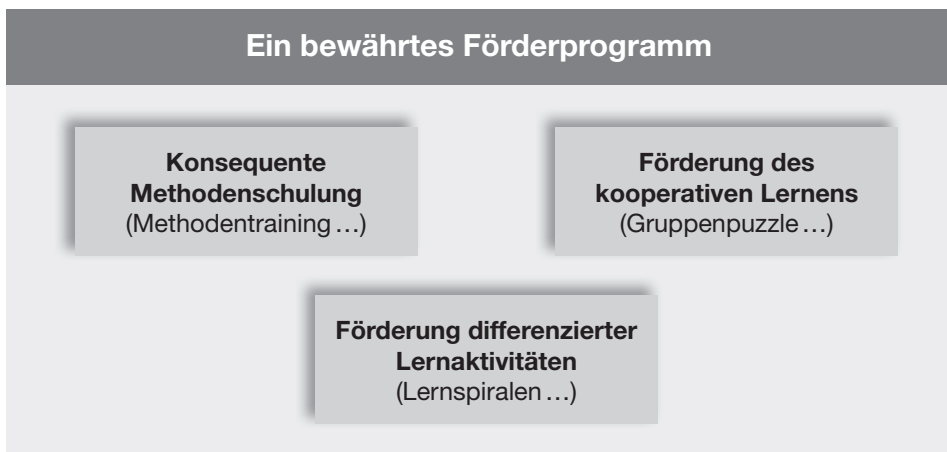 Ein bewährtes Förderprogramm
Konsequente
Methodenschulung
(Methodentraining …)
Förderung des
kooperativen Lernens
(Gruppenpuzzle …)
Förderung differenzierter
Lernaktivitäten
(Lernspiralen …)